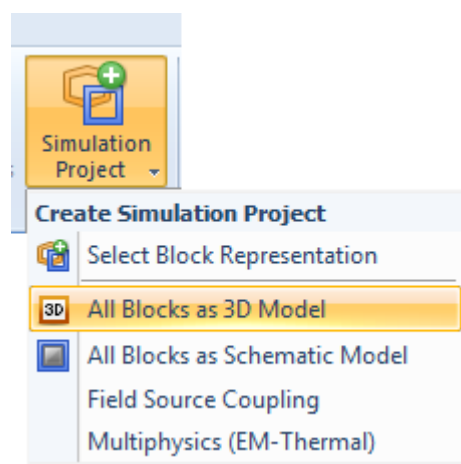 Simulation
Project
Create Simulation Project
Select Block Representation
3D All Blocks as 3D Model
All Blocks as Schematic Model
Field Source Coupling
Multiphysics (EM-Thermal)